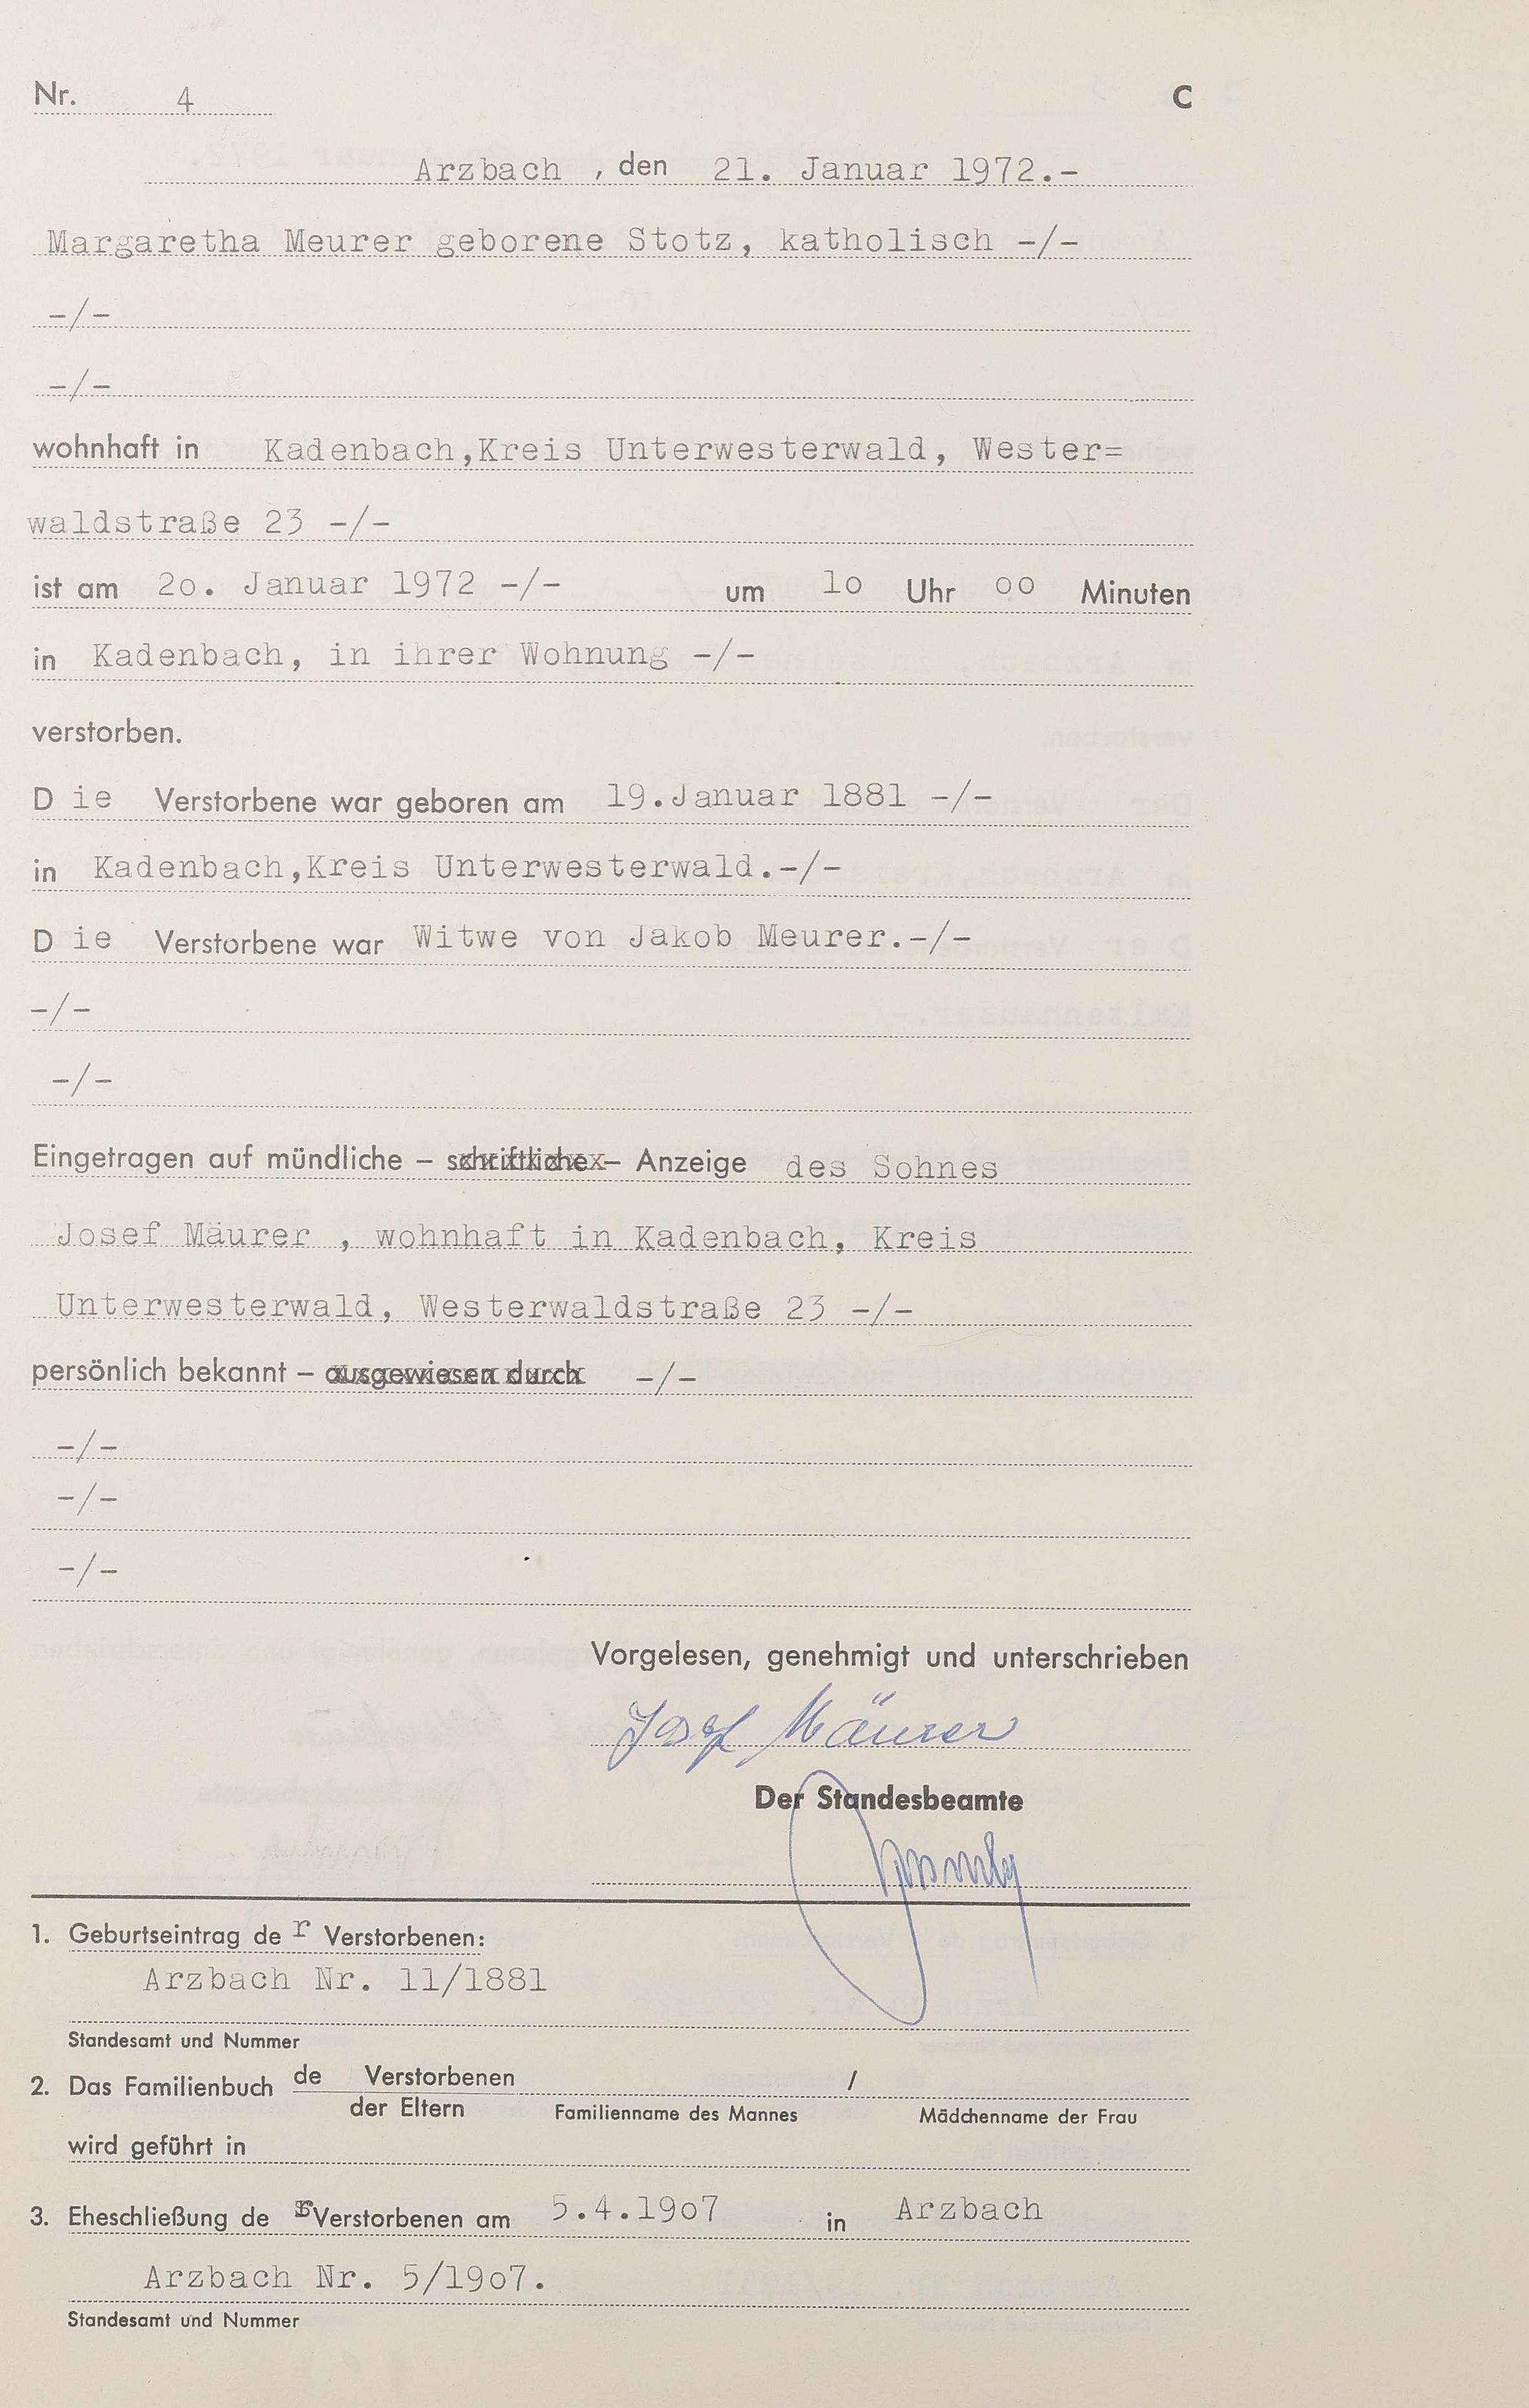 Nr. 4 C
Arzbach , den 21. Januar 1972.-
Margaretha Meurer geborene Stotz, katholisch -/-
-/-
-/-
wohnhaft in Kadenbach,Kreis Unterwesterwald, Wester=
waldstraße 23 -/-
ist am 2o. Januar 1972 -/- um lo Uhr oo Minuten
in Kadenbach, in ihrer Wohnung -/-
verstorben.
D ie Verstorbene war geboren am 19.Januar 1881 -/-
in Kadenbach,Kreis Unterwesterwald.-/-
D ie Verstorbene war Witwe von Jakob Meurer.-/-
-/-
-/-
Eingetragen auf mündliche – schriftliche – Anzeige des Sohnes
Josef Mäurer , wohnhaft in Kadenbach, Kreis
Unterwesterwald, Westerwaldstraße 23 -/-
persönlich bekannt – ausgewiesen durch -/-
-/-
-/-
-/-
Vorgelesen, genehmigt und unterschrieben
Josef Mäurer
Der Standesbeamte
1. Geburtseintrag de r Verstorbenen:
Arzbach Nr. 11/1881
Standesamt und Nummer
2. Das Familienbuch de Verstorbenen /
der Eltern Familienname des Mannes Mädchenname der Frau
wird geführt in
3. Eheschließung de r Verstorbenen am 5.4.19o7 in Arzbach
Arzbach Nr. 5/19o7.
Standesamt und Nummer